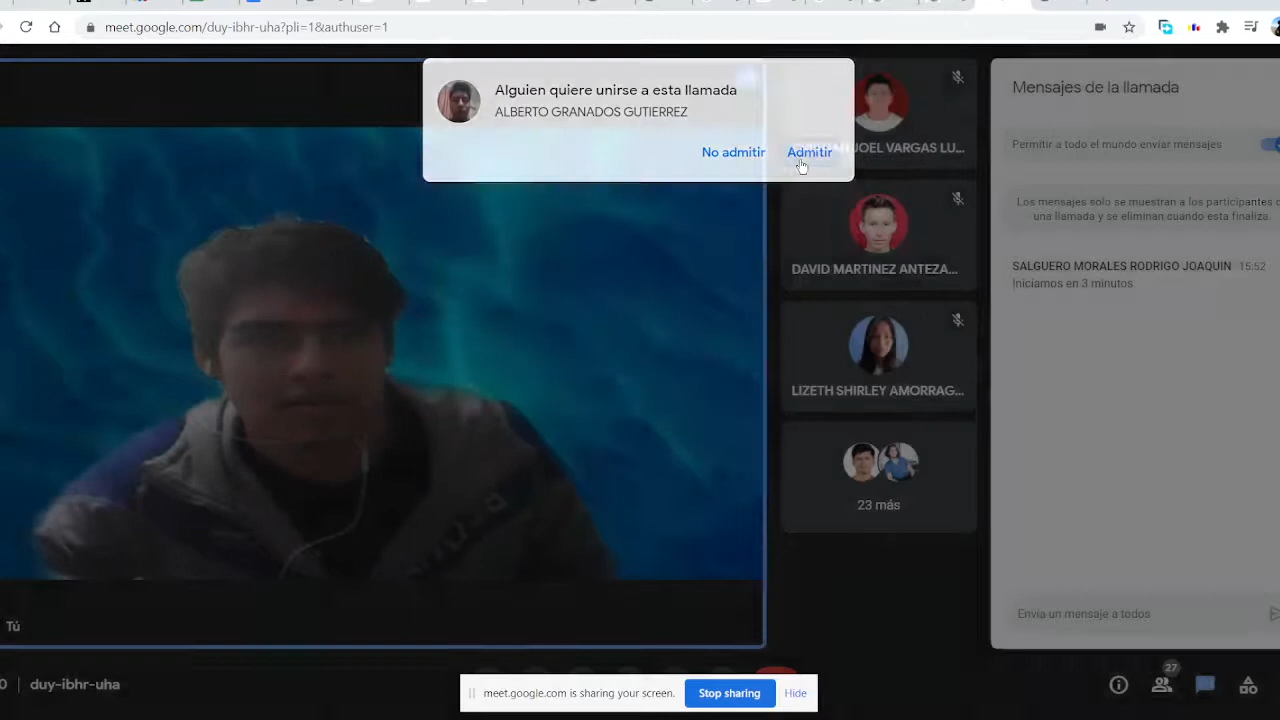 meet.google.com/duy-ibhr-uha?pli=1&authuser=1
Alguien quiere unirse a esta llamada
ALBERTO GRANADOS GUTIERREZ
No admitir
Admitir
JOEL VARGAS LU...
DAVID MARTINEZ ANTEZA...
LIZETH SHIRLEY AMORRAG...
23 más
Mensajes de la llamada
Permitir a todo el mundo enviar mensajes
Los mensajes solo se muestran a los participantes
una llamada y se eliminan cuando esta finaliza.
SALGUERO MORALES RODRIGO JOAQUIN 15:52
Iniciamos en 3 minutos
Envía un mensaje a todos
Tú
0 duy-ibhr-uha
27
meet.google.com is sharing your screen.
Stop sharing
Hide